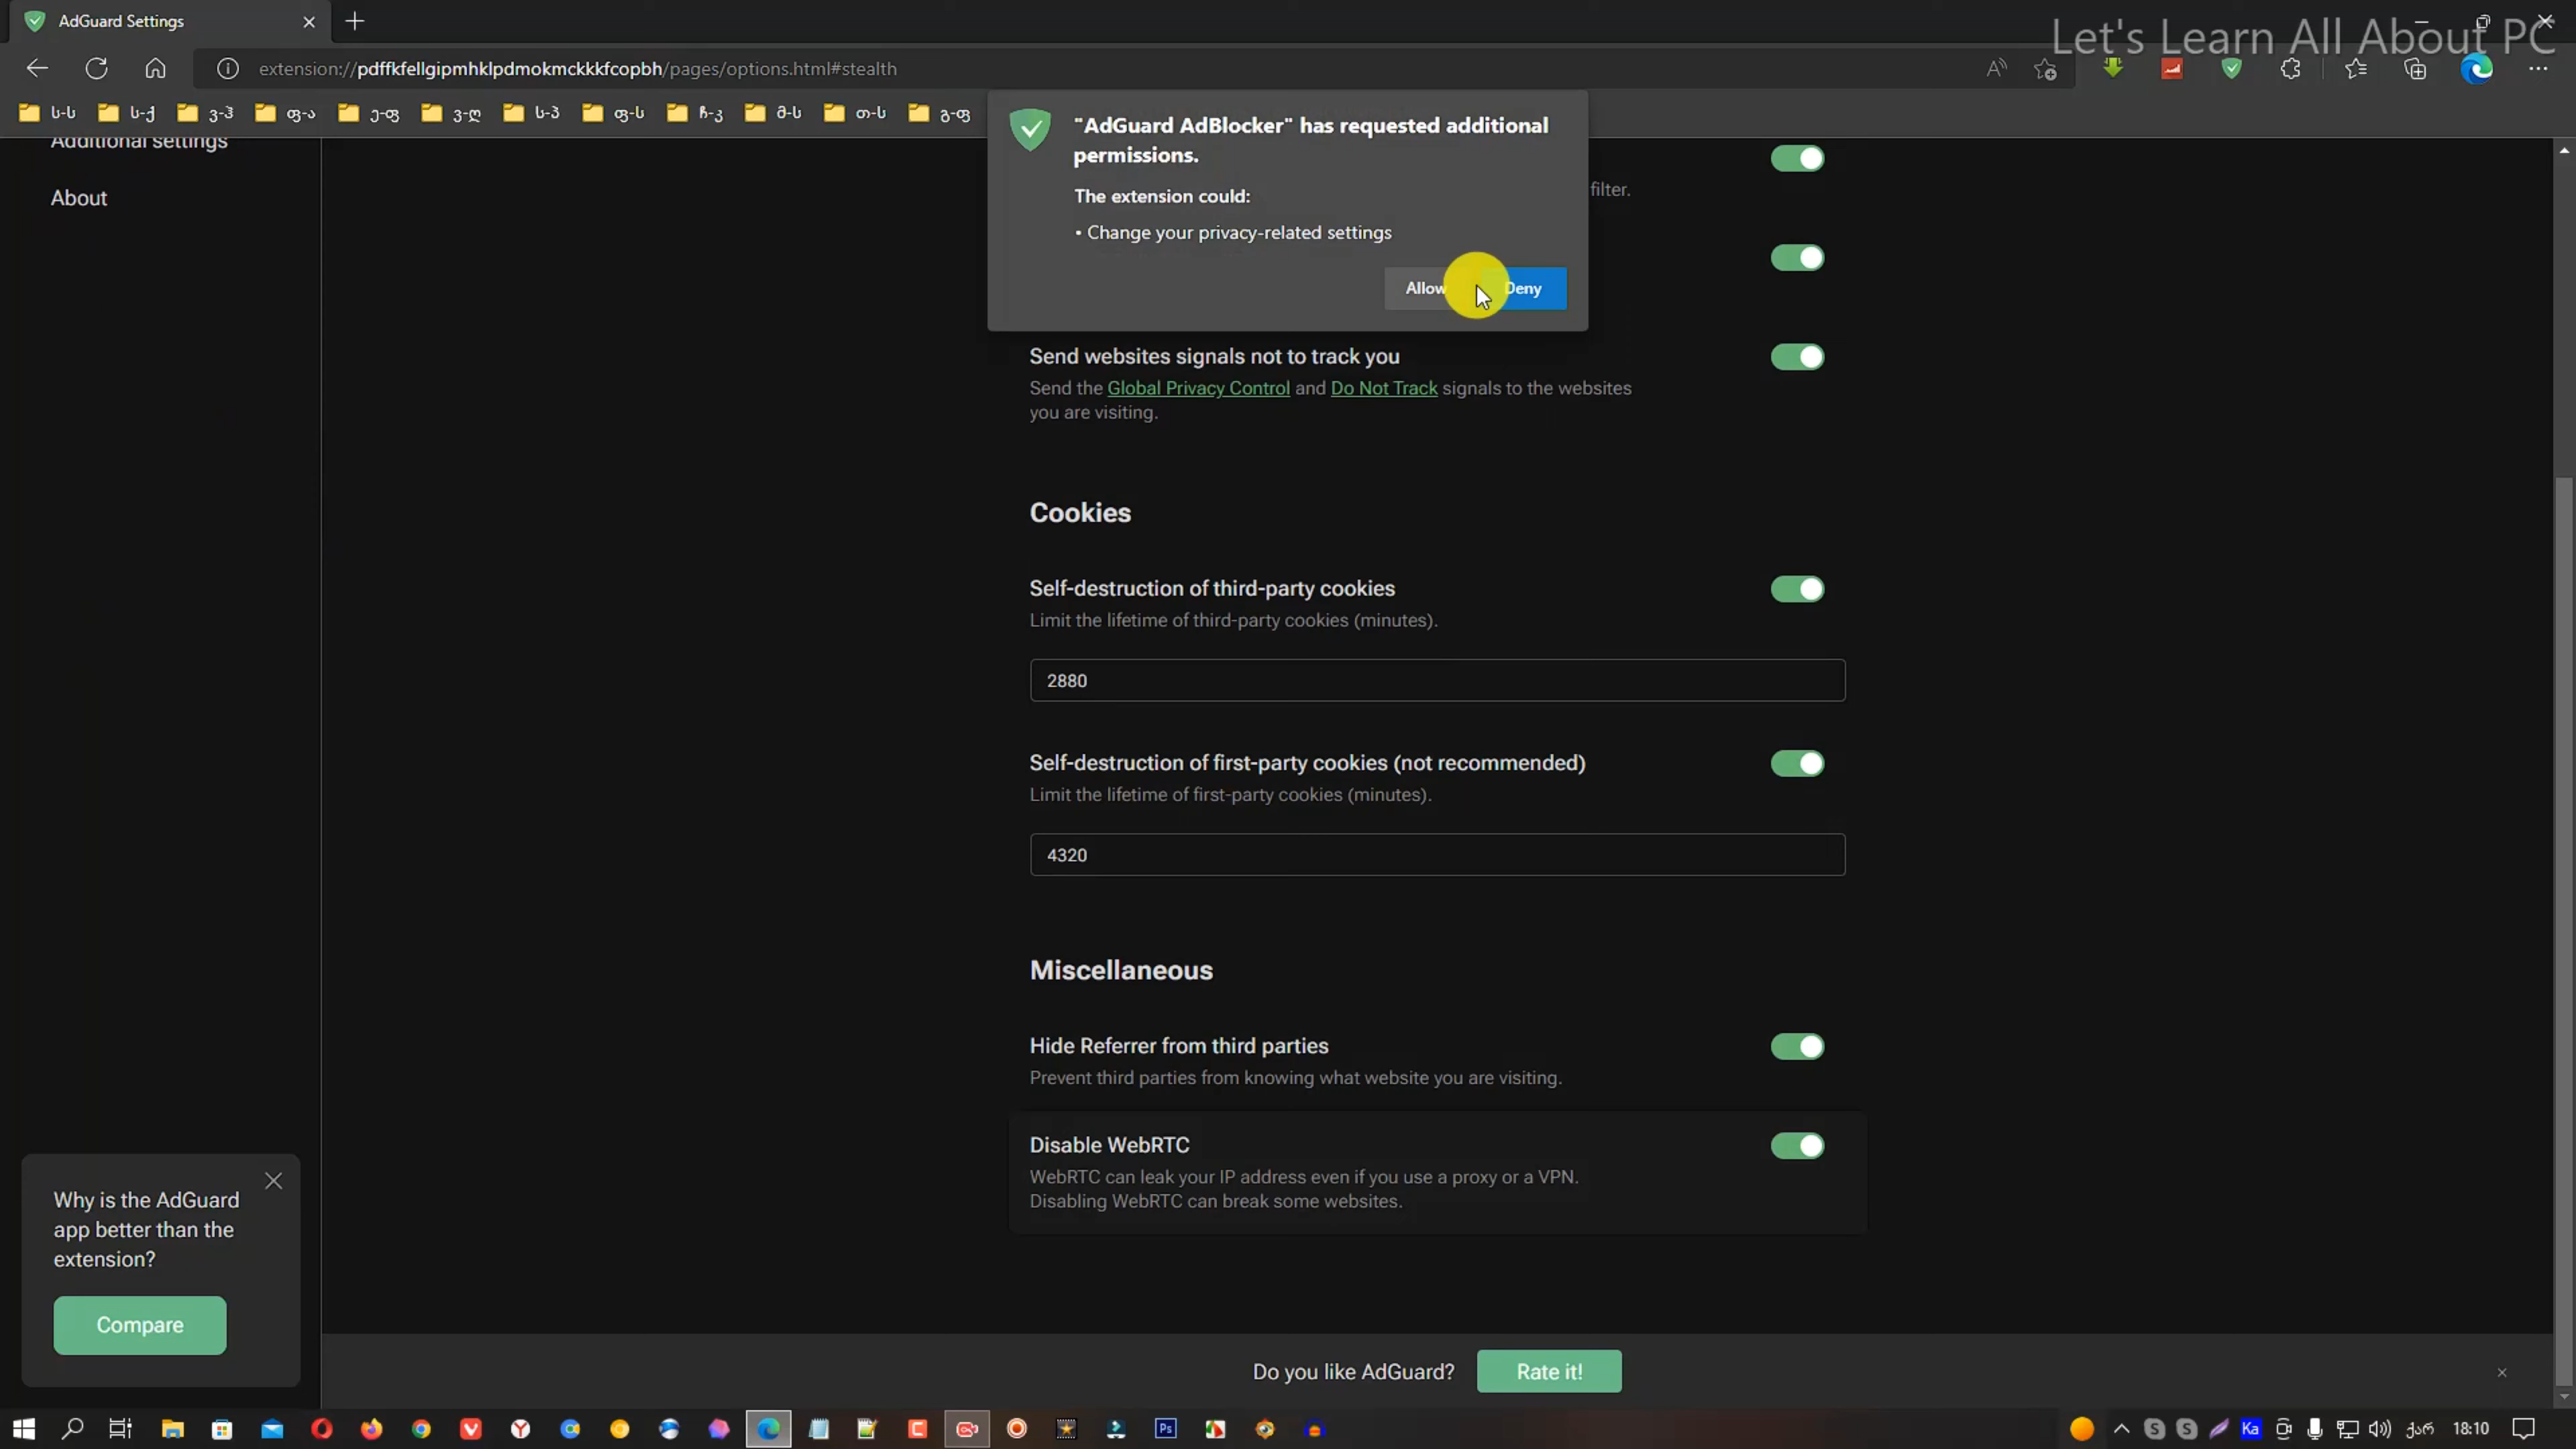 AdGuard Settings
Let's Learn All About PC
extension://pdffkfellgipmhklpdmokmckkkfcopbh/pages/options.html#stealth
ს-ს ს-ქ ვ-ჰ ფ-ა ე-ფ ვ-ღ ს-პ ფ-ს ჩ-კ მ-ს თ-ს გ-ფ
"AdGuard AdBlocker" has requested additional
permissions.
The extension could:
• Change your privacy-related settings
Allow Deny
Additional settings
About
filter.
Send websites signals not to track you
Send the Global Privacy Control and Do Not Track signals to the websites
you are visiting.
Cookies
Self-destruction of third-party cookies
Limit the lifetime of third-party cookies (minutes).
2880
Self-destruction of first-party cookies (not recommended)
Limit the lifetime of first-party cookies (minutes).
4320
Miscellaneous
Hide Referrer from third parties
Prevent third parties from knowing what website you are visiting.
Disable WebRTC
WebRTC can leak your IP address even if you use a proxy or a VPN.
Disabling WebRTC can break some websites.
Why is the AdGuard
app better than the
extension?
Compare
Do you like AdGuard? Rate it!
Ps
Ka
ქარ 18:10